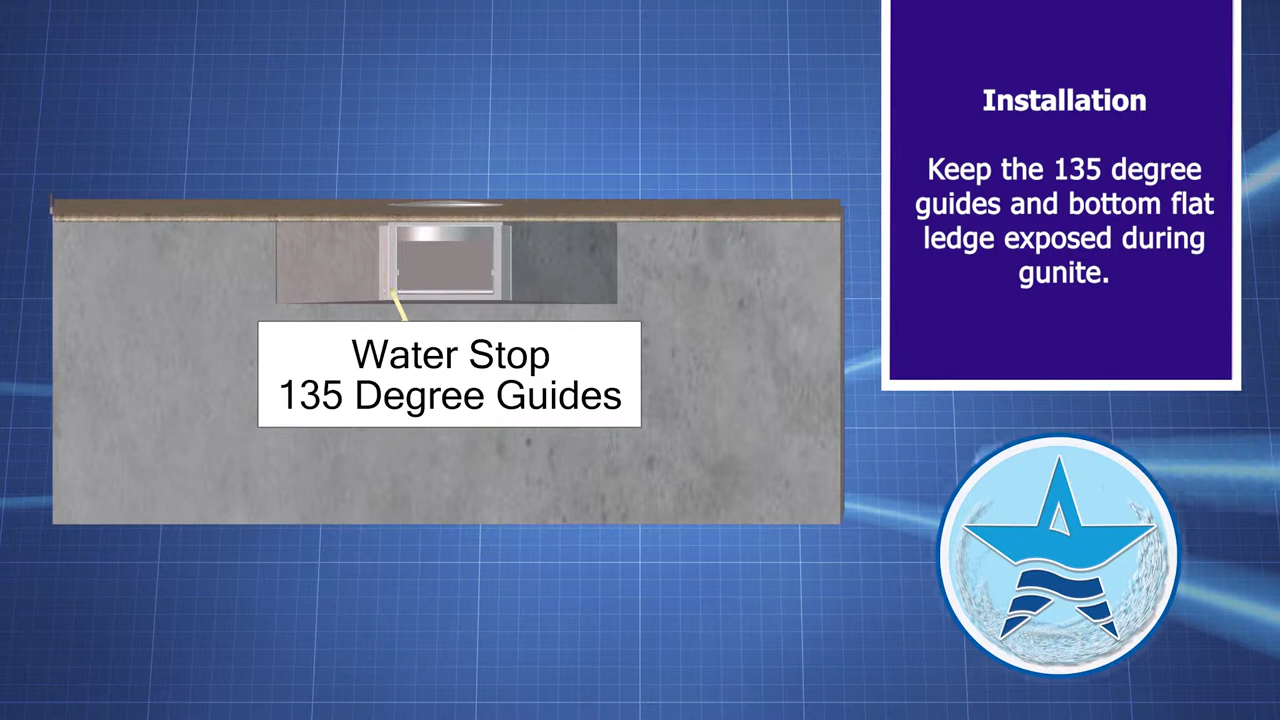 Installation
Keep the 135 degree
guides and bottom flat
ledge exposed during
gunite.
Water Stop
135 Degree Guides